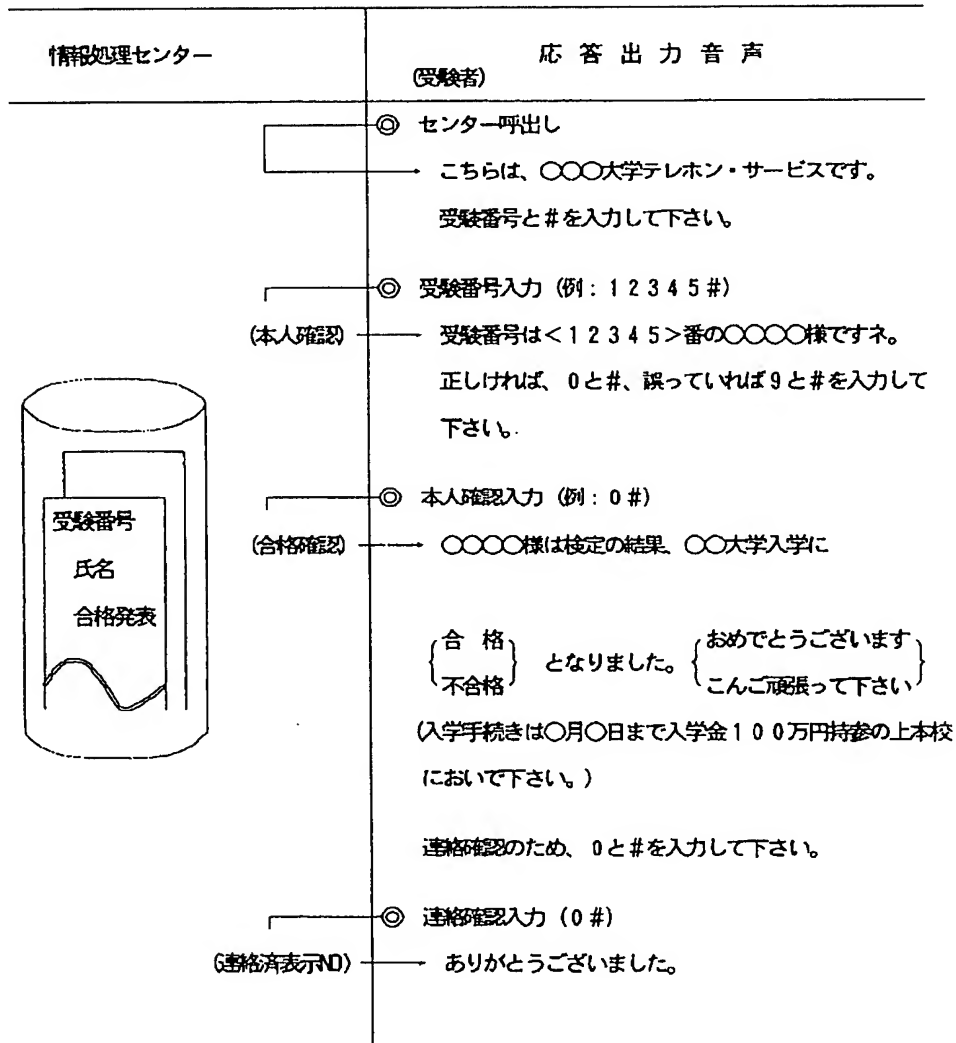 情報処理センター
応答出力音声
(受験者)
◎ センター呼出し
こちらは、○○○大学テレホン・サービスです。
受験番号と#を入力して下さい。
◎ 受験番号入力 (例:12345#)
(本人確認)
受験番号は<12345>番の○○○○様ですネ。
正しければ、0と#、誤っていれば9と#を入力して
下さい。
◎ 本人確認入力 (例:0#)
(合格確認)
○○○○様は検定の結果、○○大学入学に
受験番号
氏名
合格発表
{合格} となりました。{おめでとうございます}
{不合格} {こんご頑張って下さい}
(入学手続きは○月○日まで入学金100万円持参の上本校
においで下さい。)
連絡確認のため、0と#を入力して下さい。
◎ 連絡確認入力 (0#)
(連絡済表示ND)
ありがとうございました。